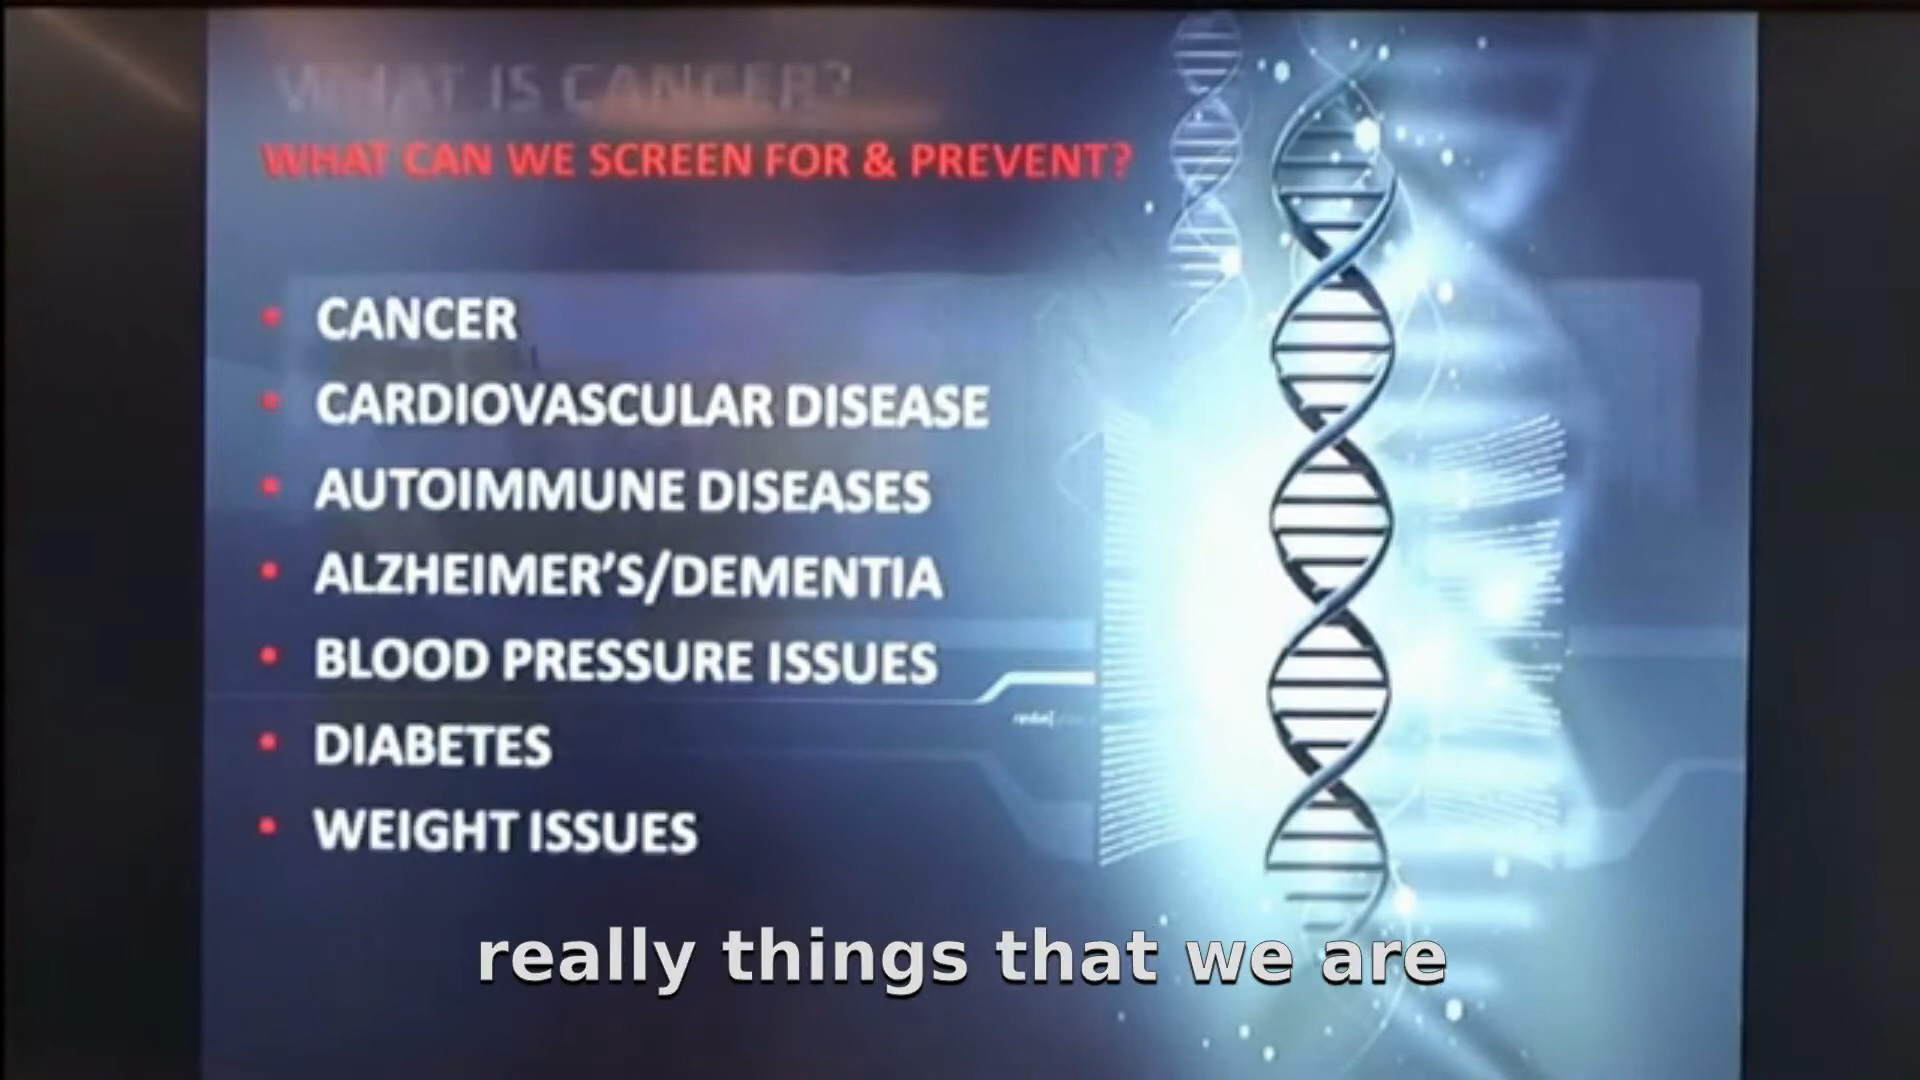 WHAT IS CANCER?
WHAT CAN WE SCREEN FOR & PREVENT?
• CANCER
• CARDIOVASCULAR DISEASE
• AUTOIMMUNE DISEASES
• ALZHEIMER'S/DEMENTIA
• BLOOD PRESSURE ISSUES
• DIABETES
• WEIGHT ISSUES
really things that we are